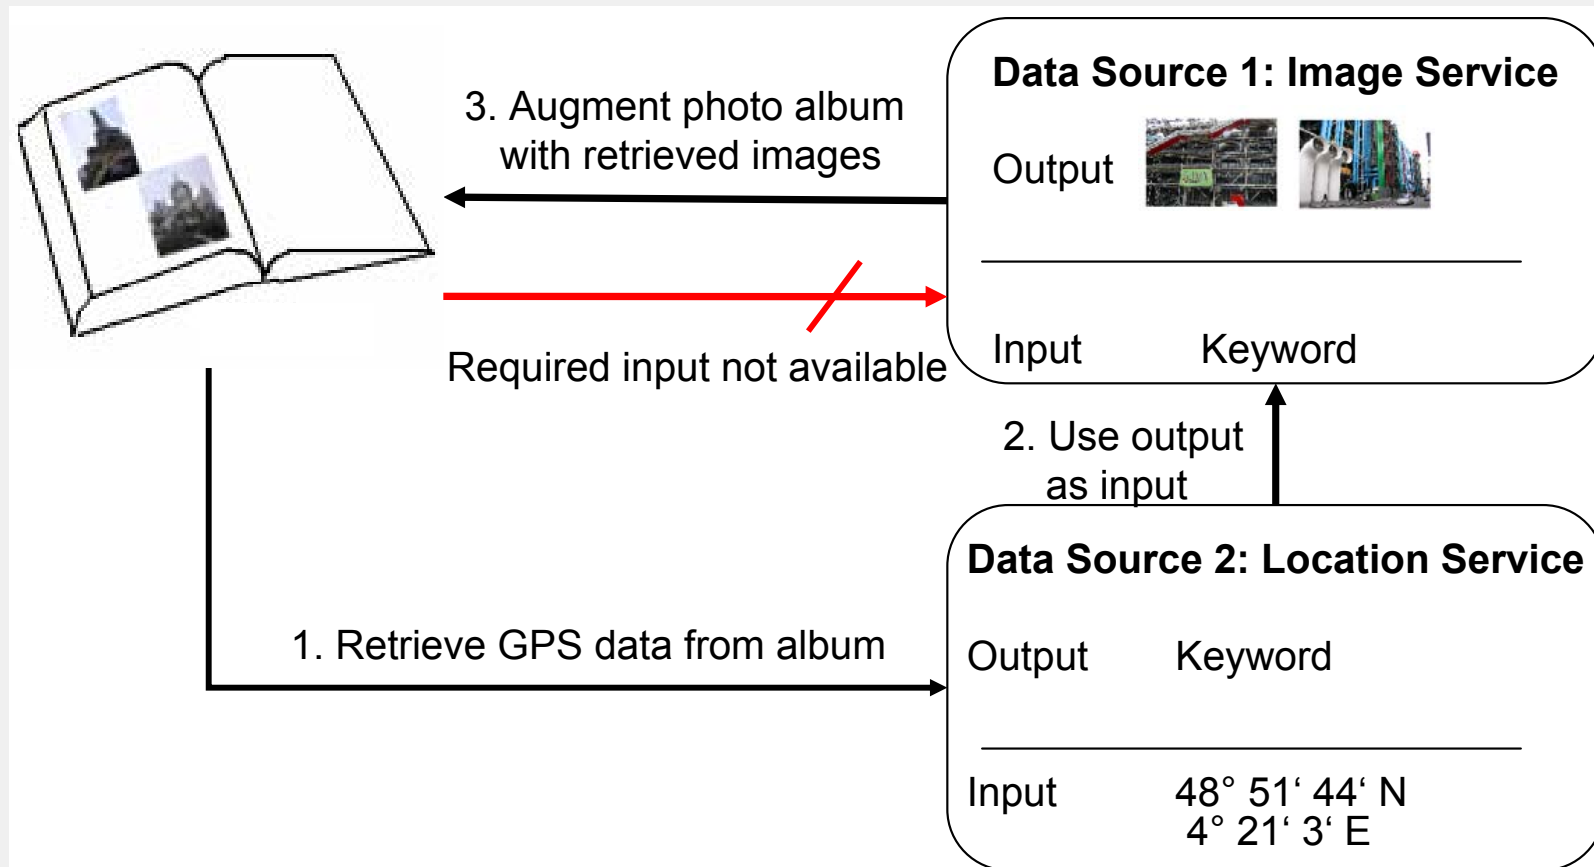 3. Augment photo album
with retrieved images
Required input not available
1. Retrieve GPS data from album
Data Source 1: Image Service
Output
Input Keyword
2. Use output
as input
Data Source 2: Location Service
Output Keyword
Input 48° 51‘ 44‘ N
4° 21‘ 3‘ E